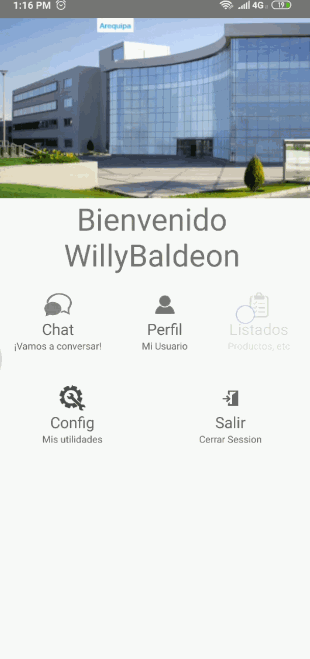 1:16 PM
4G
19
Arequipa
Bienvenido
WillyBaldeon
Chat
¡Vamos a conversar!
Perfil
Mi Usuario
Listados
Productos, etc
Config
Mis utilidades
Salir
Cerrar Session